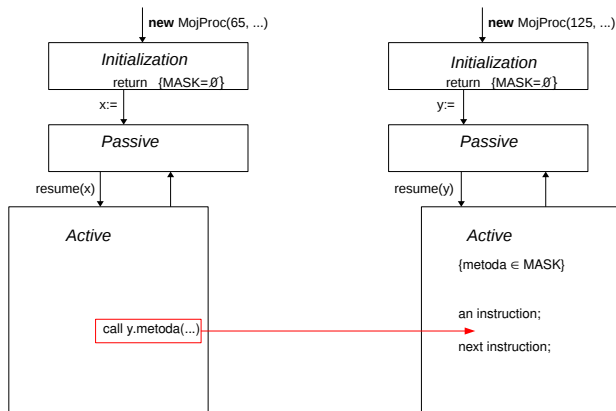 new MojProc(65, ...)
Initialization
return {MASK=Ø}
x:=
Passive
resume(x)
Active
call y.metoda(...)
new MojProc(125, ...)
Initialization
return {MASK=Ø}
y:=
Passive
resume(y)
Active
{metoda ∈ MASK}
an instruction;
next instruction;